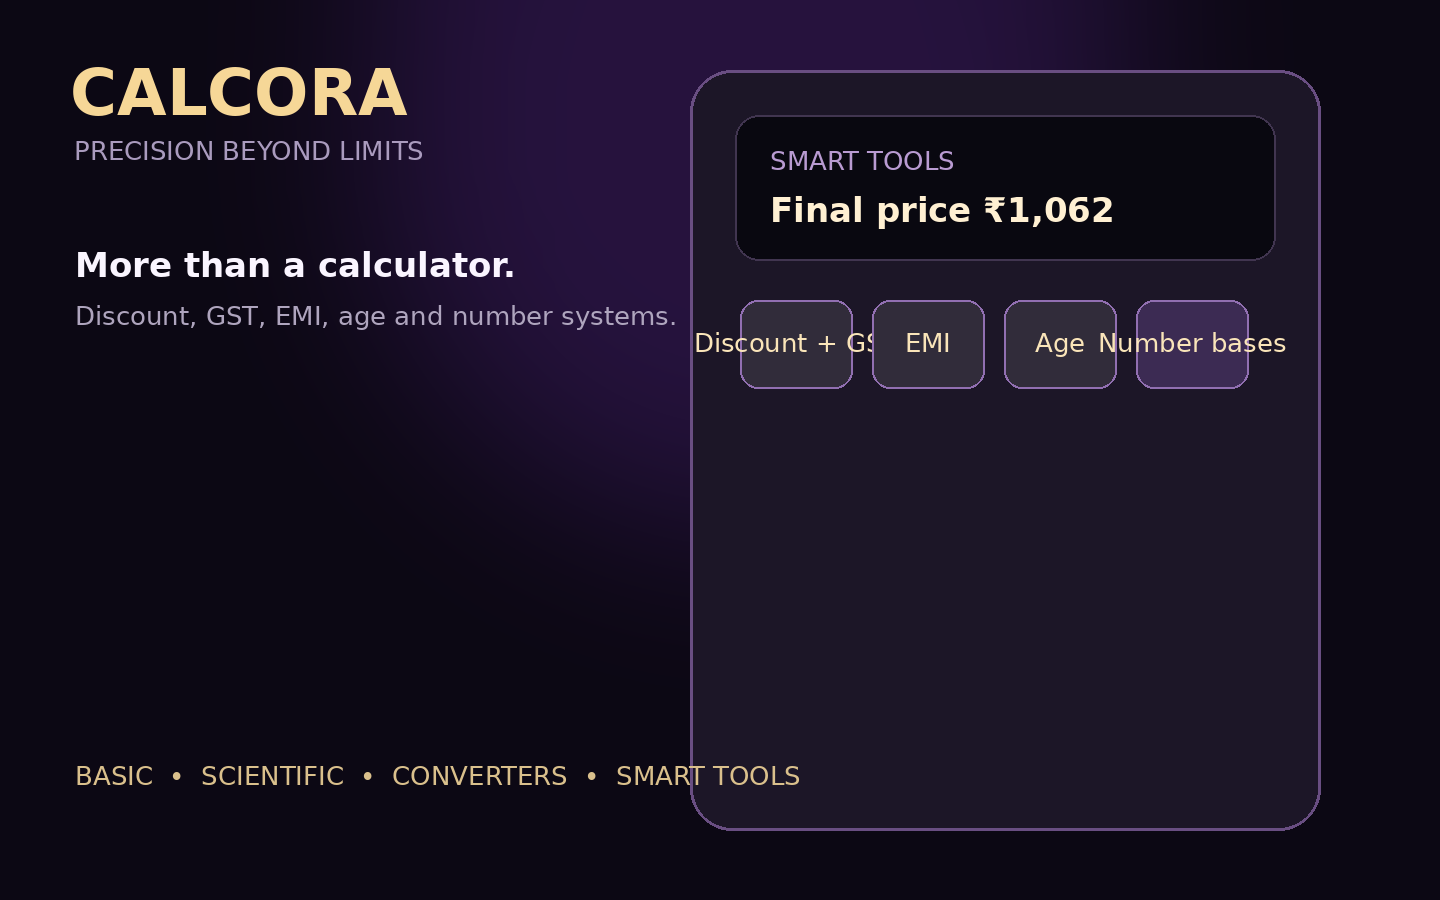 CALCORA
PRECISION BEYOND LIMITS
More than a calculator.
Discount, GST, EMI, age and number systems.
SMART TOOLS
Final price ₹1,062
Discount + GS
EMI
Age
Number bases
BASIC • SCIENTIFIC • CONVERTERS • SMART TOOLS